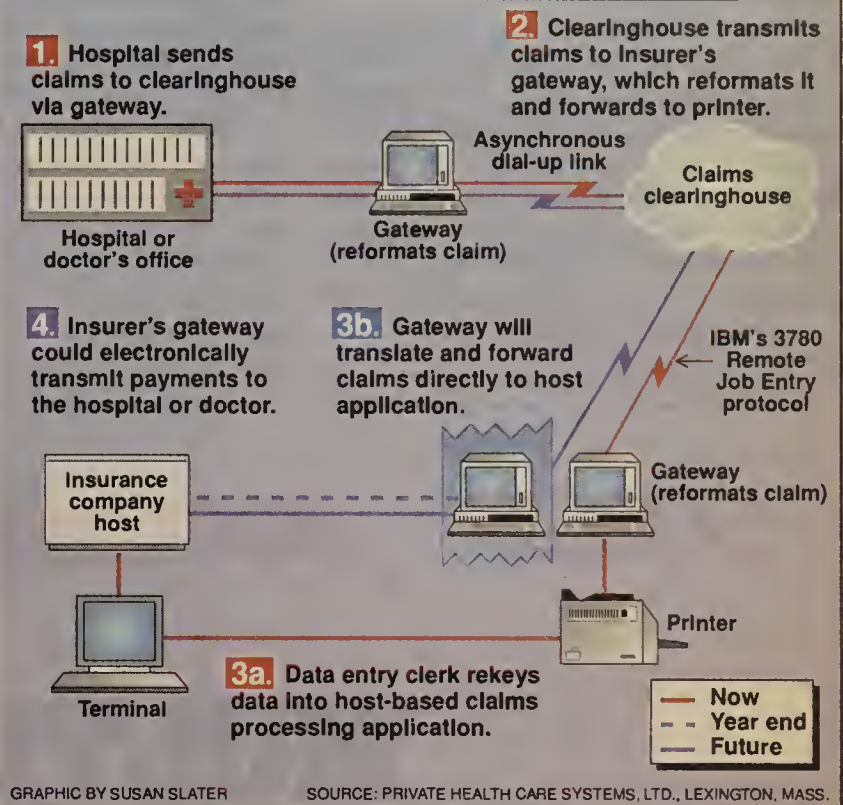 1. Hospital sends
claims to clearinghouse
via gateway.
2. Clearinghouse transmits
claims to insurer's
gateway, which reformats it
and forwards to printer.
Asynchronous
dial-up link
Claims
clearinghouse
Hospital or
doctor's office
Gateway
(reformats claim)
4. Insurer's gateway
could electronically
transmit payments to
the hospital or doctor.
3b. Gateway will
translate and forward
claims directly to host
application.
IBM's 3780
Remote
Job Entry
protocol
Insurance
company
host
Gateway
(reformats claim)
Printer
Terminal
3a. Data entry clerk rekeys
data into host-based claims
processing application.
Now
Year end
Future
GRAPHIC BY SUSAN SLATER
SOURCE: PRIVATE HEALTH CARE SYSTEMS, LTD., LEXINGTON, MASS.